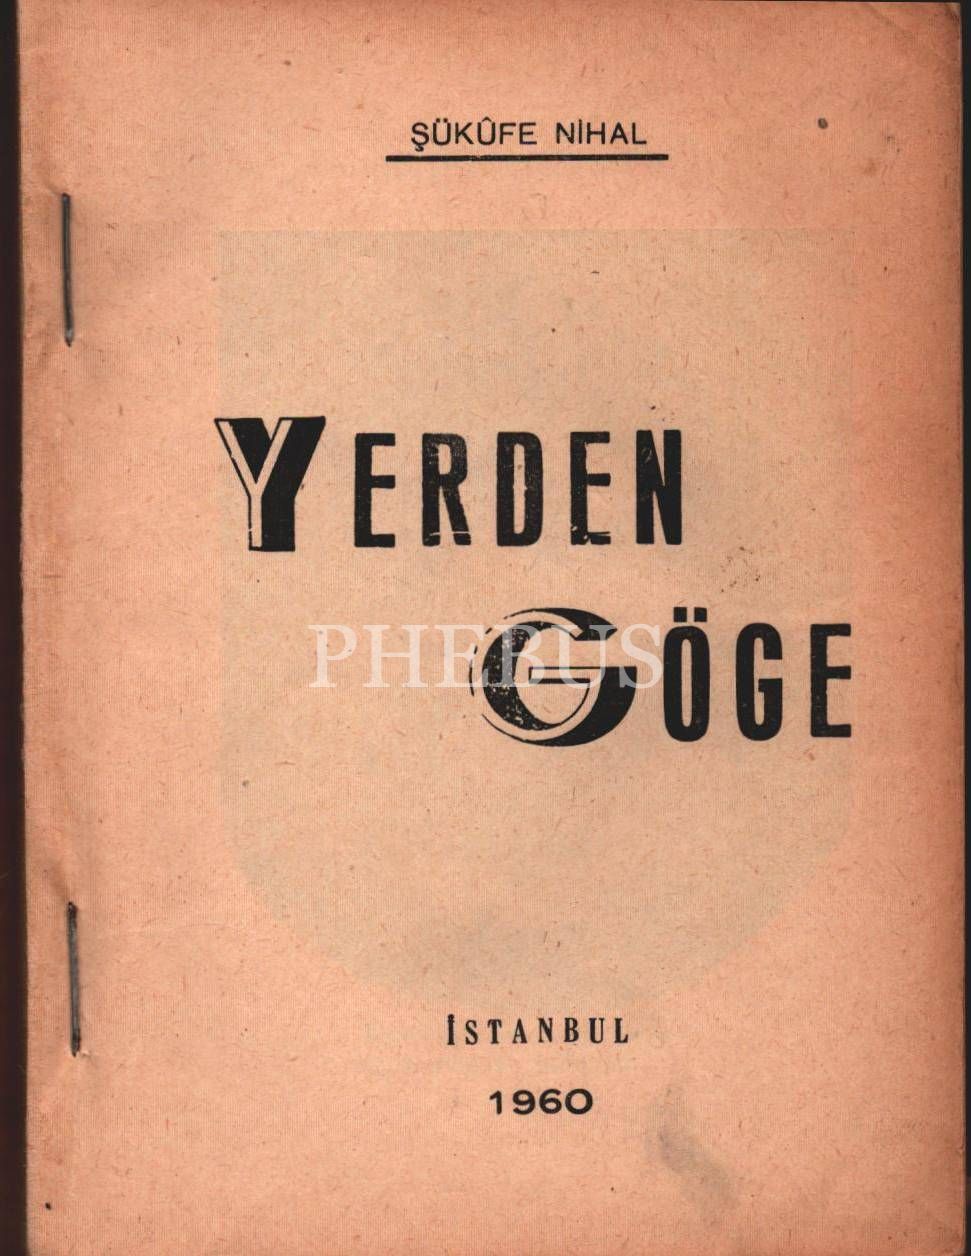 ŞÜKÛFE NİHAL
YERDEN
GÖGE
PHEBUS
İSTANBUL
1960